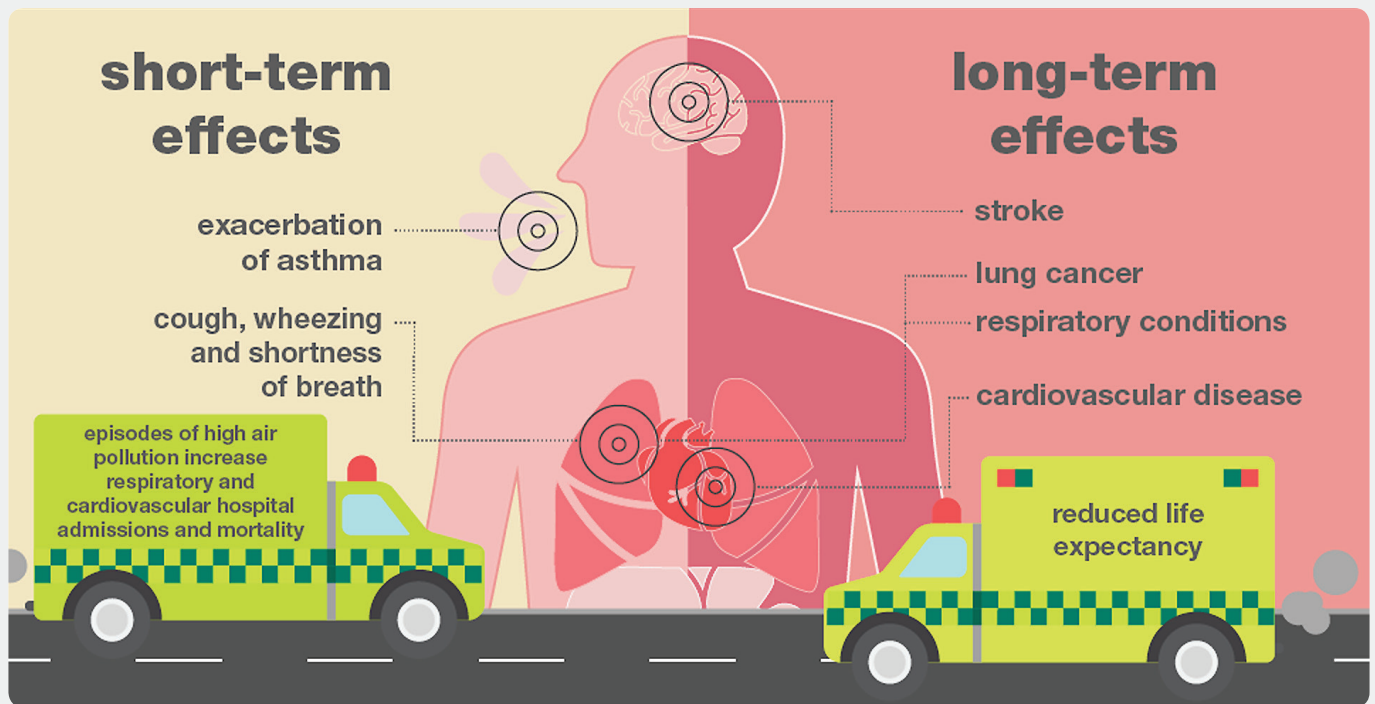 short-term
effects
exacerbation
of asthma
cough, wheezing
and shortness
of breath
episodes of high air
pollution increase
respiratory and
cardiovascular hospital
admissions and mortality
long-term
effects
stroke
lung cancer
respiratory conditions
cardiovascular disease
reduced life
expectancy